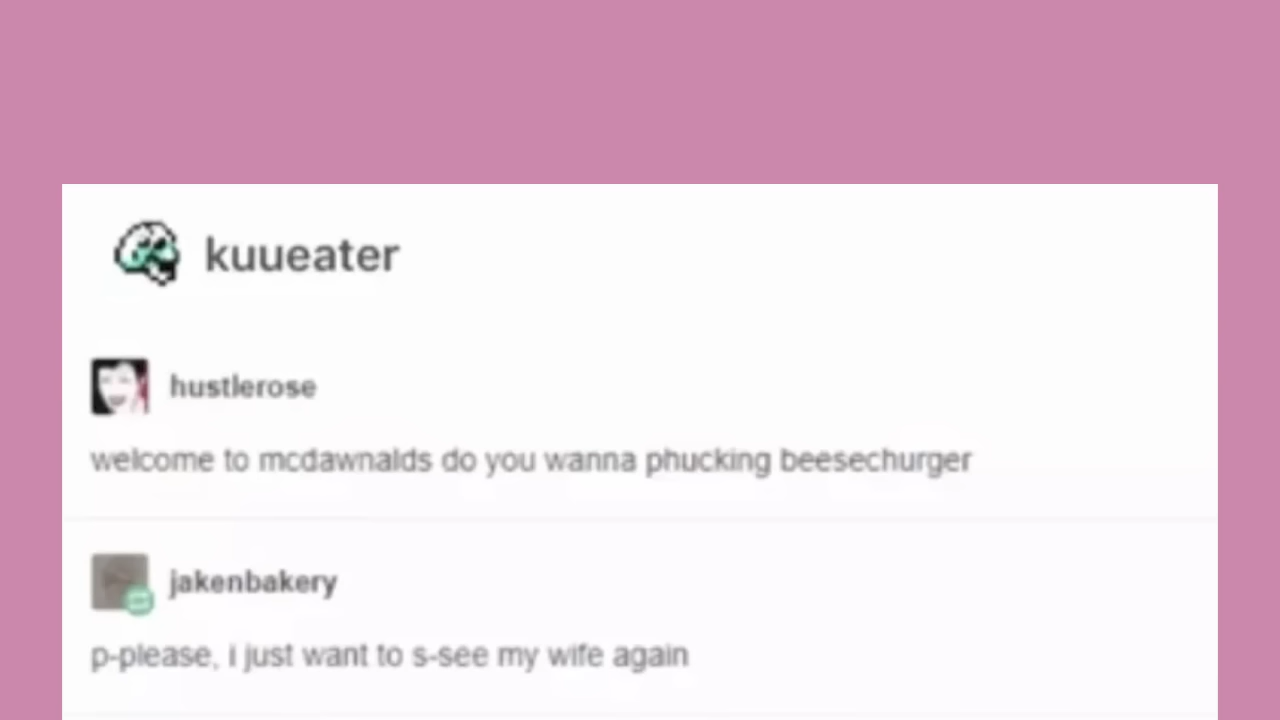 kuueater
hustlerose
welcome to mcdawnalds do you wanna phucking beesechurger
jakenbakery
p-please, i just want to s-see my wife again